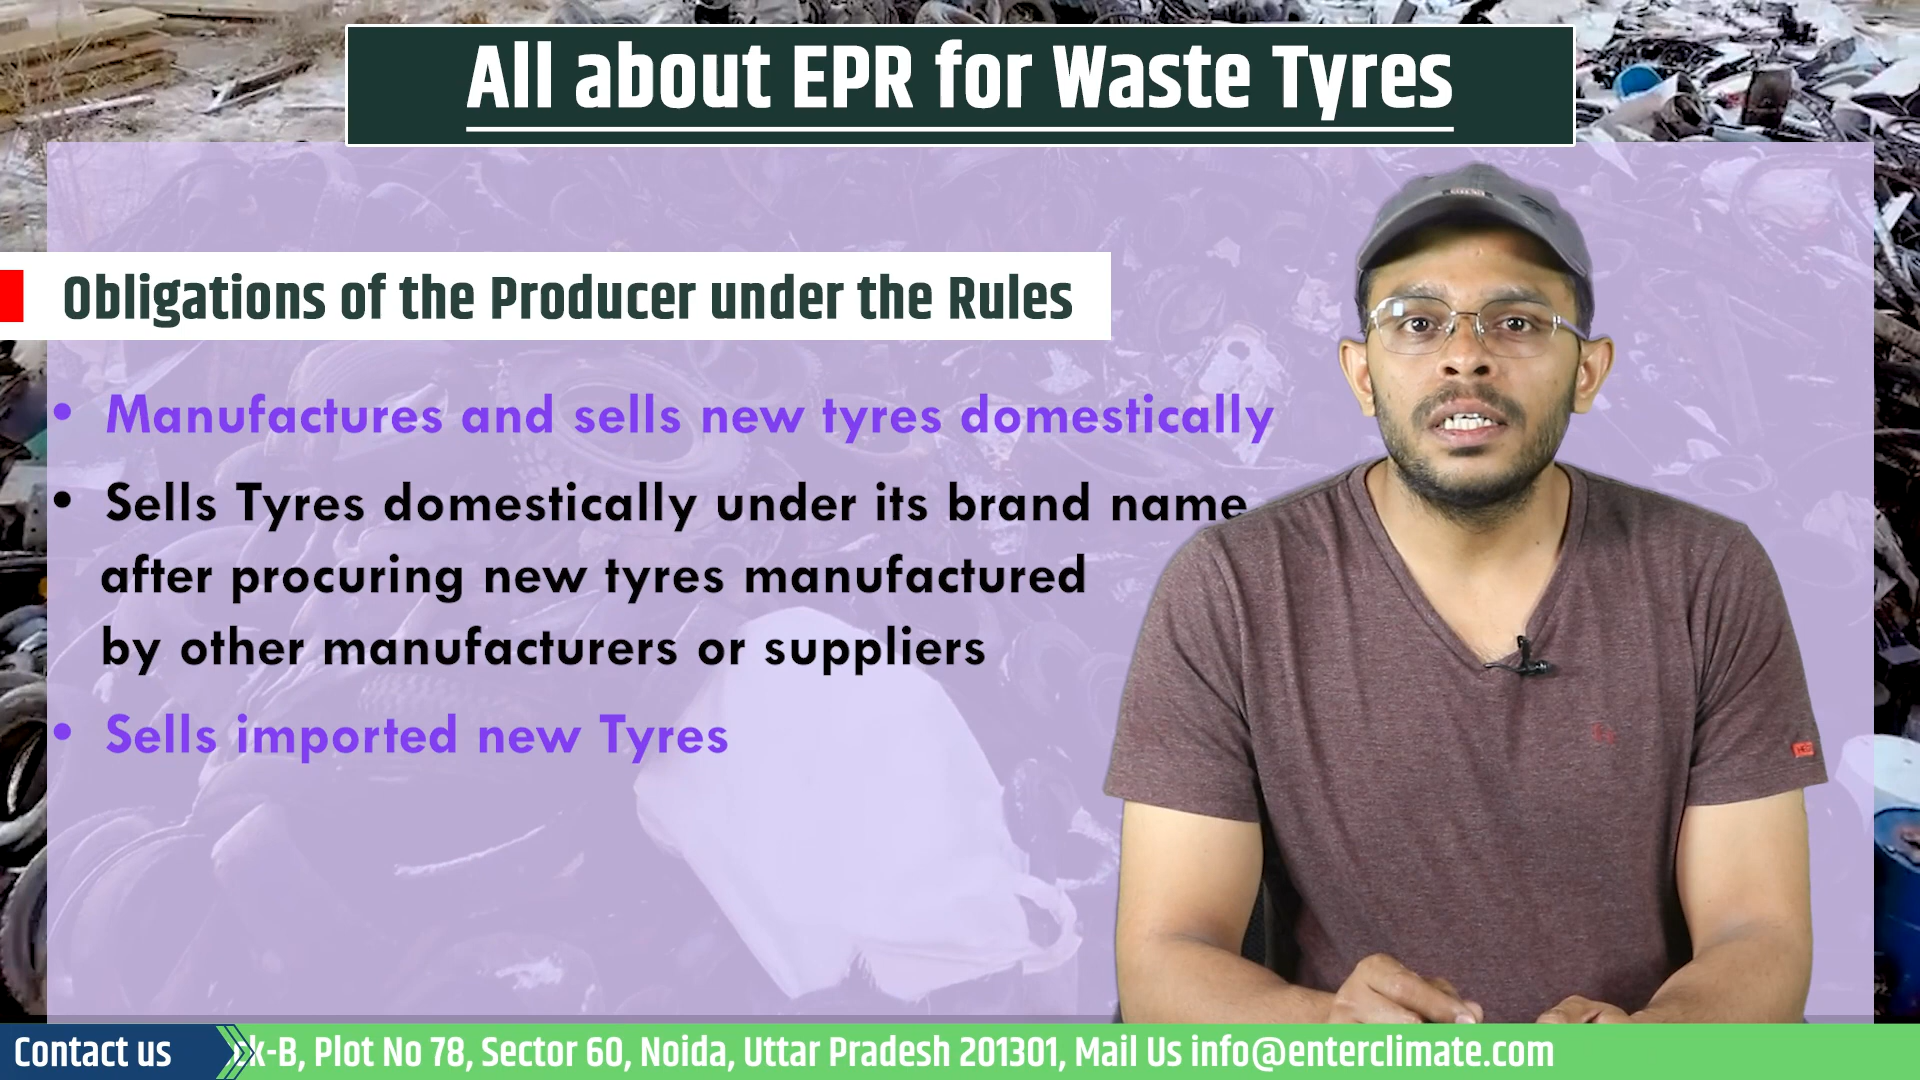 All about EPR for Waste Tyres
Obligations of the Producer under the Rules
• Manufactures and sells new tyres domestically
• Sells Tyres domestically under its brand name
after procuring new tyres manufactured
by other manufacturers or suppliers
• Sells imported new Tyres
Contact us
k-B, Plot No 78, Sector 60, Noida, Uttar Pradesh 201301, Mail Us info@enterclimate.com